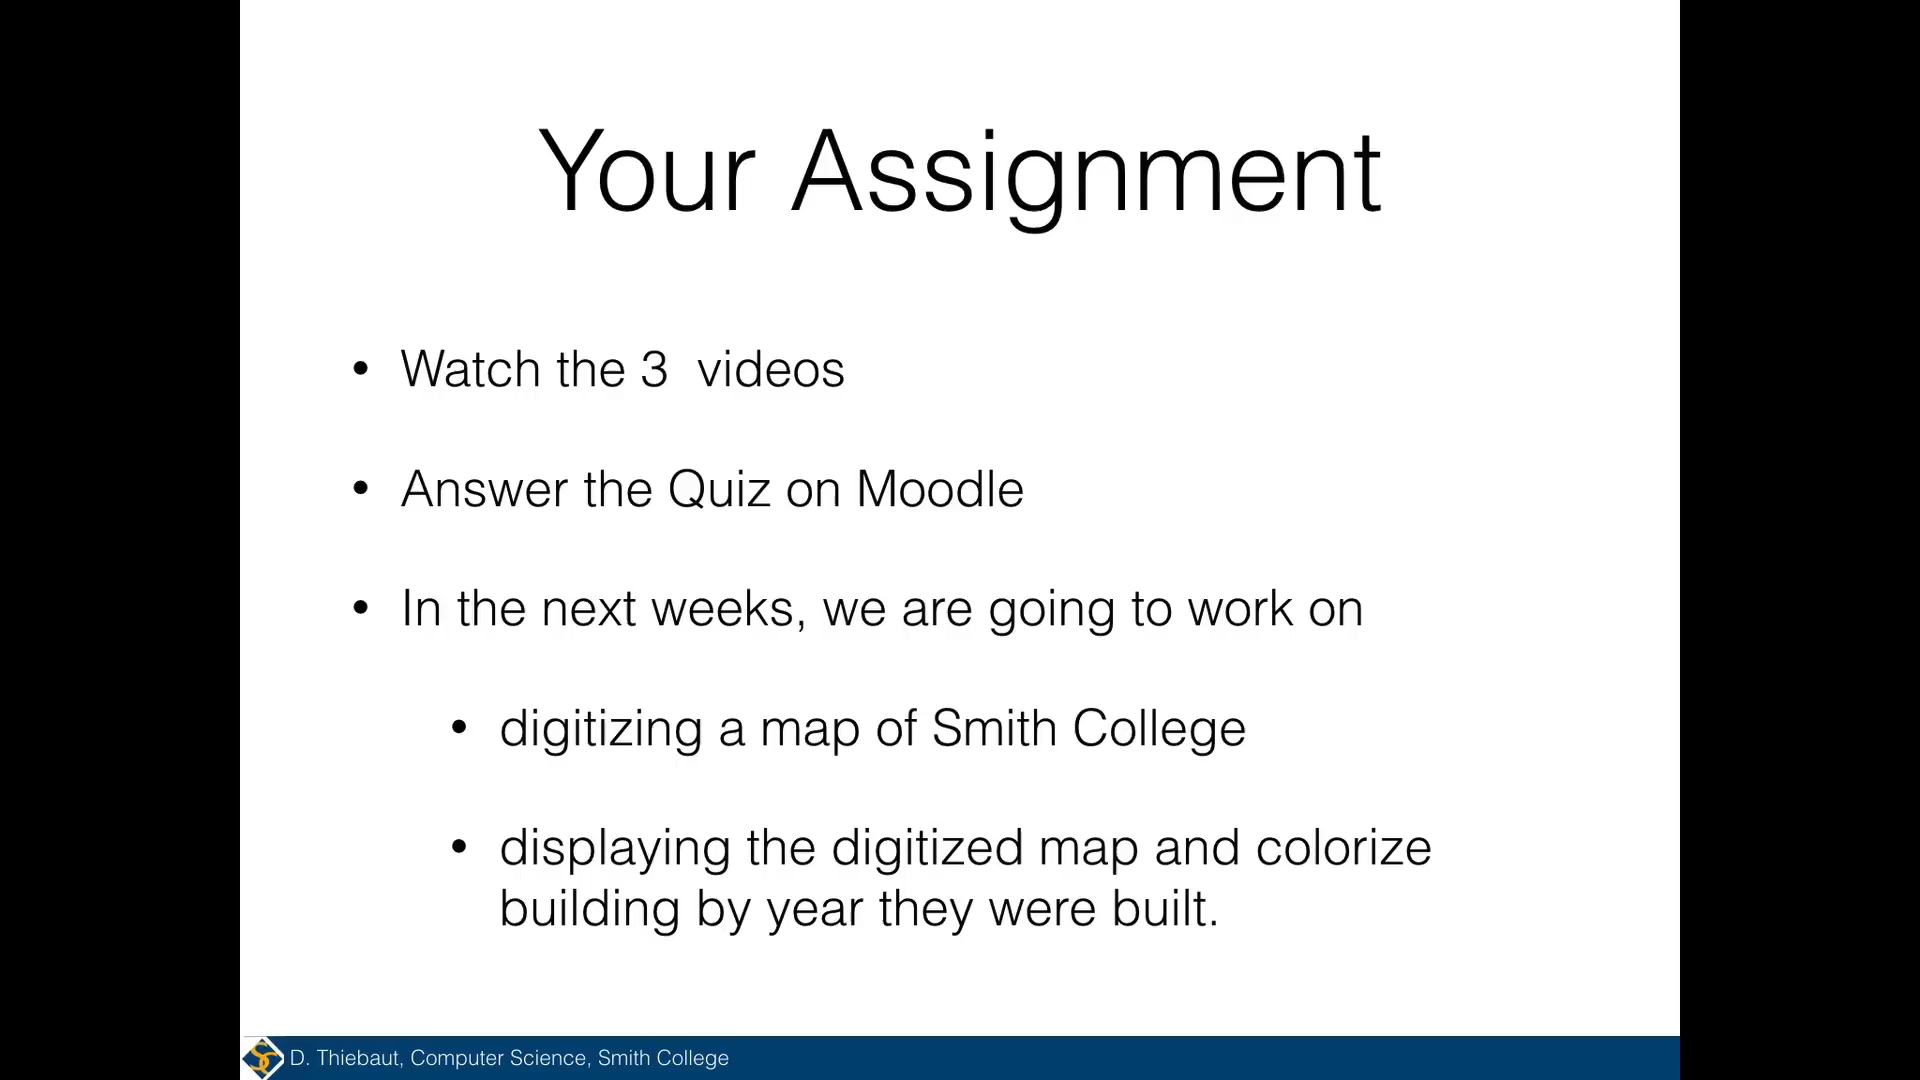 Your Assignment
• Watch the 3  videos
• Answer the Quiz on Moodle
• In the next weeks, we are going to work on
• digitizing a map of Smith College
• displaying the digitized map and colorize
building by year they were built.
D. Thiebaut, Computer Science, Smith College